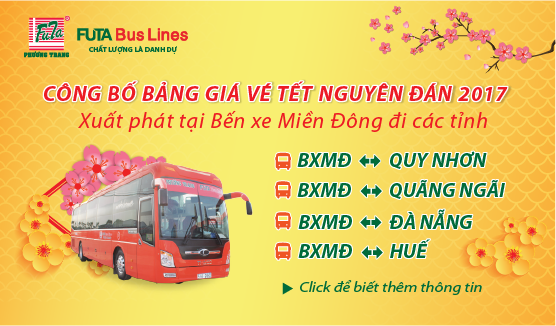 FUTA
PHƯƠNG TRANG
FUTA Bus Lines
CHẤT LƯỢNG LÀ DANH DỰ
CÔNG BỐ BẢNG GIÁ VÉ TẾT NGUYÊN ĐÁN 2017
Xuất phát tại Bến xe Miền Đông đi các tỉnh
BXMĐ ↔ QUY NHƠN
BXMĐ ↔ QUÃNG NGÃI
BXMĐ ↔ ĐÀ NẴNG
BXMĐ ↔ HUẾ
Click để biết thêm thông tin